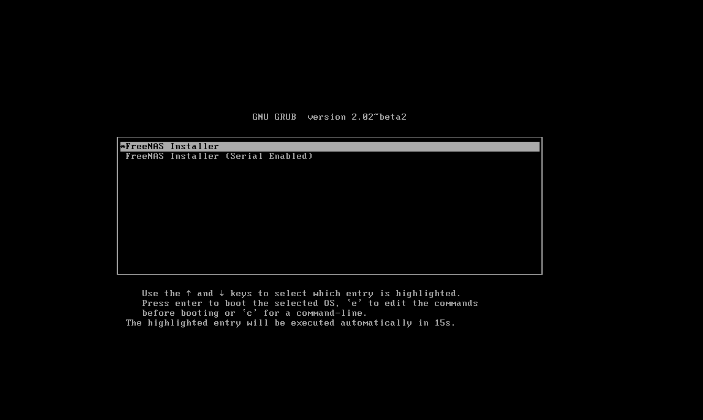 GNU GRUB  version 2.02~beta2
*FreeNAS Installer
FreeNAS Installer (Serial Enabled)
Use the ↑ and ↓ keys to select which entry is highlighted.
Press enter to boot the selected OS, `e' to edit the commands
before booting or `c' for a command-line.
The highlighted entry will be executed automatically in 15s.